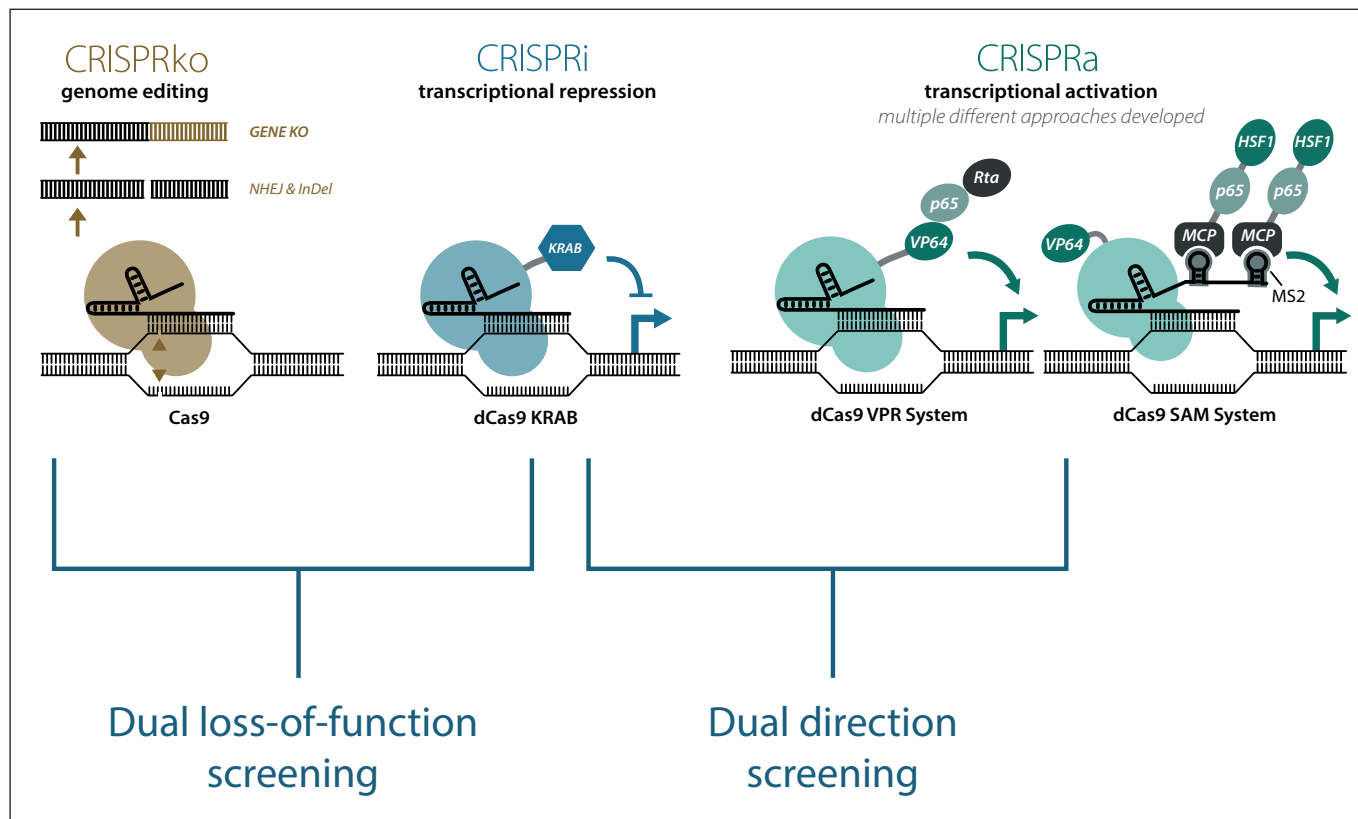 CRISPRko
genome editing
GENE KO
NHEJ & InDel
Cas9
CRISPRi
transcriptional repression
KRAB
dCas9 KRAB
CRISPRa
transcriptional activation
multiple different approaches developed
Rta
p65
VP64
dCas9 VPR System
HSF1
HSF1
p65
p65
MCP
MCP
VP64
MS2
dCas9 SAM System
Dual loss-of-function
screening
Dual direction
screening